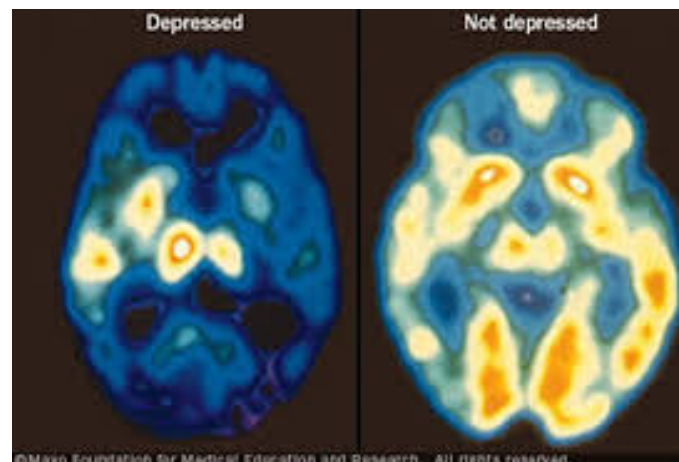 Depressed
Not depressed
©Mayo Foundation for Medical Education and Research. All rights reserved.